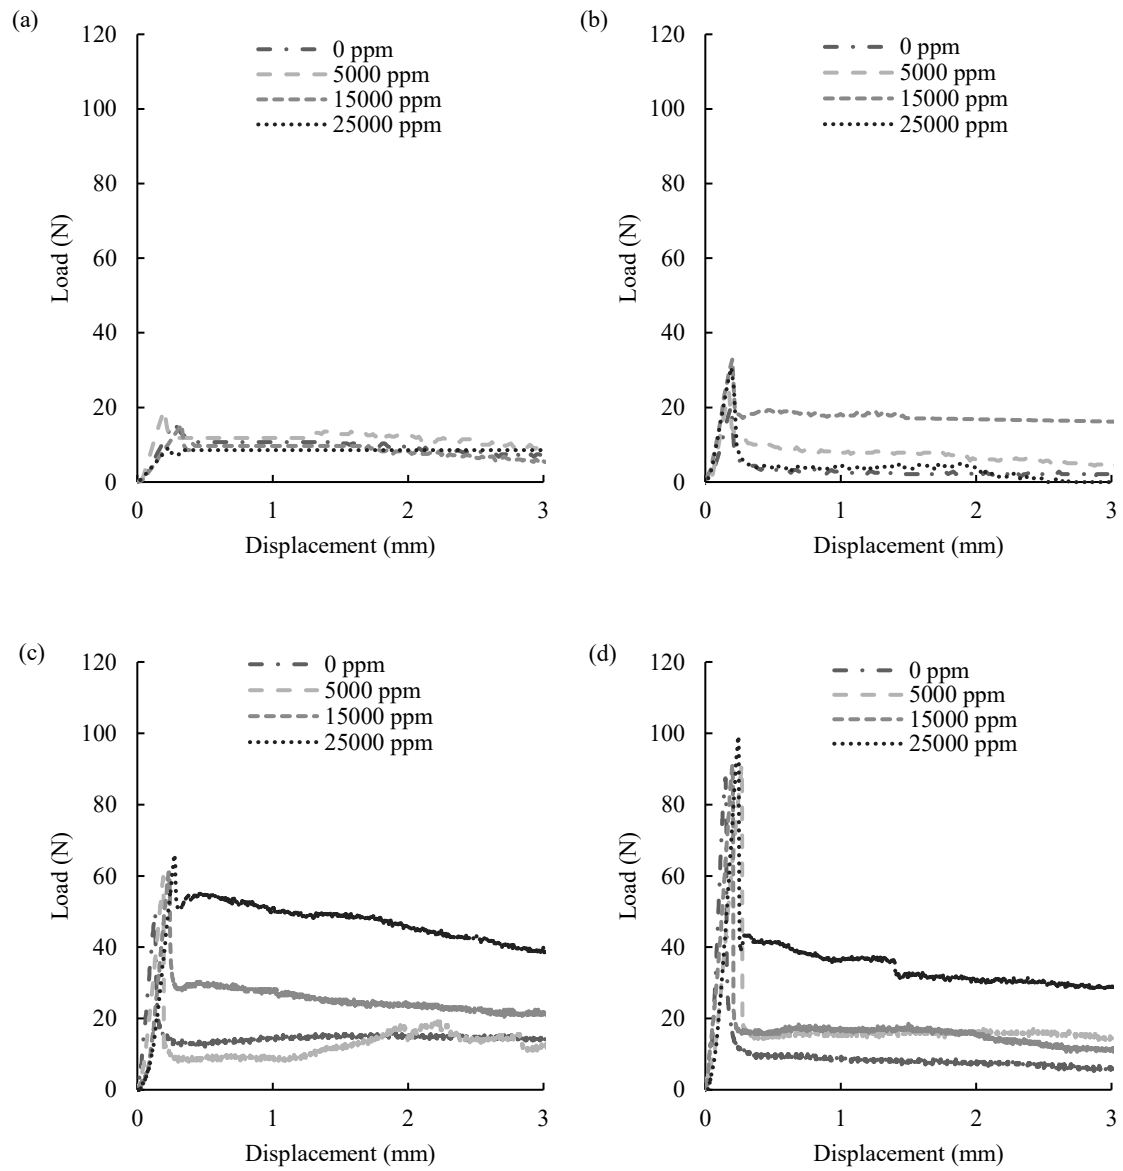 (a)
120
100
80
60
40
20
0
Load (N)
0 ppm
5000 ppm
15000 ppm
25000 ppm
0 1 2 3
Displacement (mm)
(b)
120
100
80
60
40
20
0
Load (N)
0 ppm
5000 ppm
15000 ppm
25000 ppm
0 1 2 3
Displacement (mm)
(c)
120
100
80
60
40
20
0
Load (N)
0 ppm
5000 ppm
15000 ppm
25000 ppm
0 1 2 3
Displacement (mm)
(d)
120
100
80
60
40
20
0
Load (N)
0 ppm
5000 ppm
15000 ppm
25000 ppm
0 1 2 3
Displacement (mm)